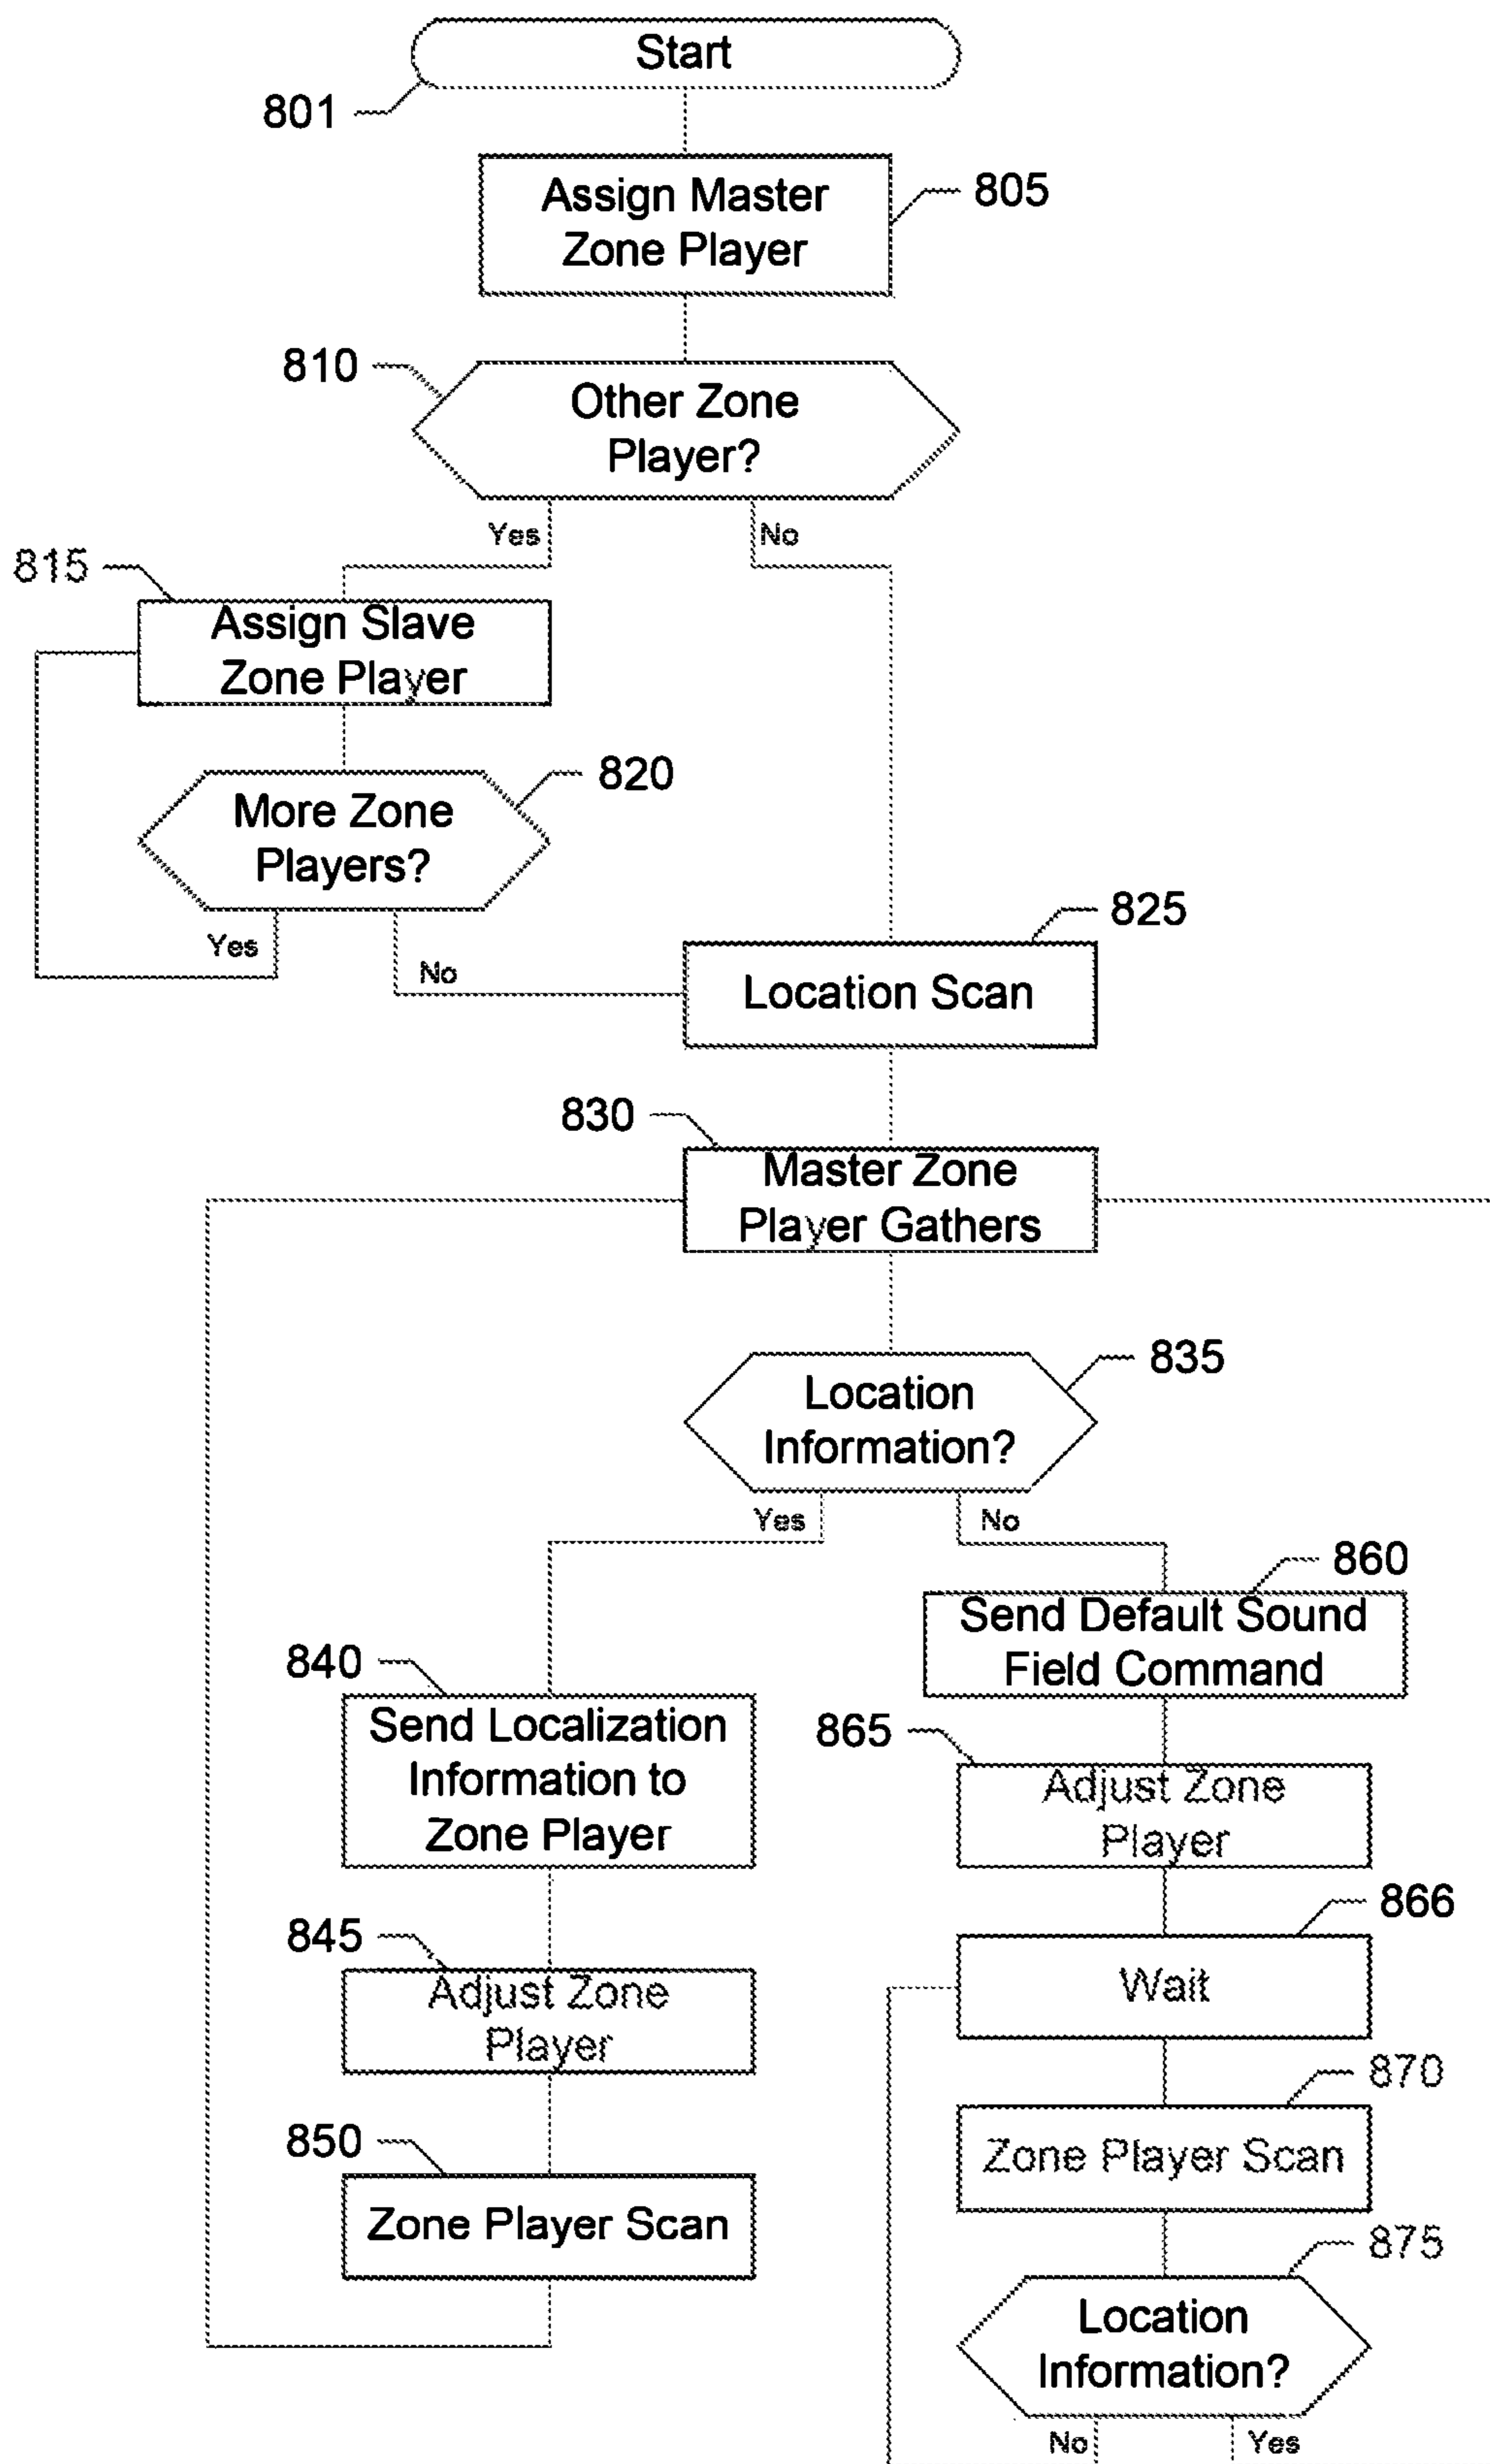 Start
801
Assign Master
Zone Player
805
810
Other Zone
Player?
Yes
No
815
Assign Slave
Zone Player
820
More Zone
Players?
Yes
No
825
Location Scan
830
Master Zone
Player Gathers
835
Location
Information?
Yes
No
860
Send Default Sound
Field Command
840
Send Localization
Information to
Zone Player
865
Adjust Zone
Player
866
Wait
845
Adjust Zone
Player
870
Zone Player Scan
850
Zone Player Scan
875
Location
Information?
No
Yes